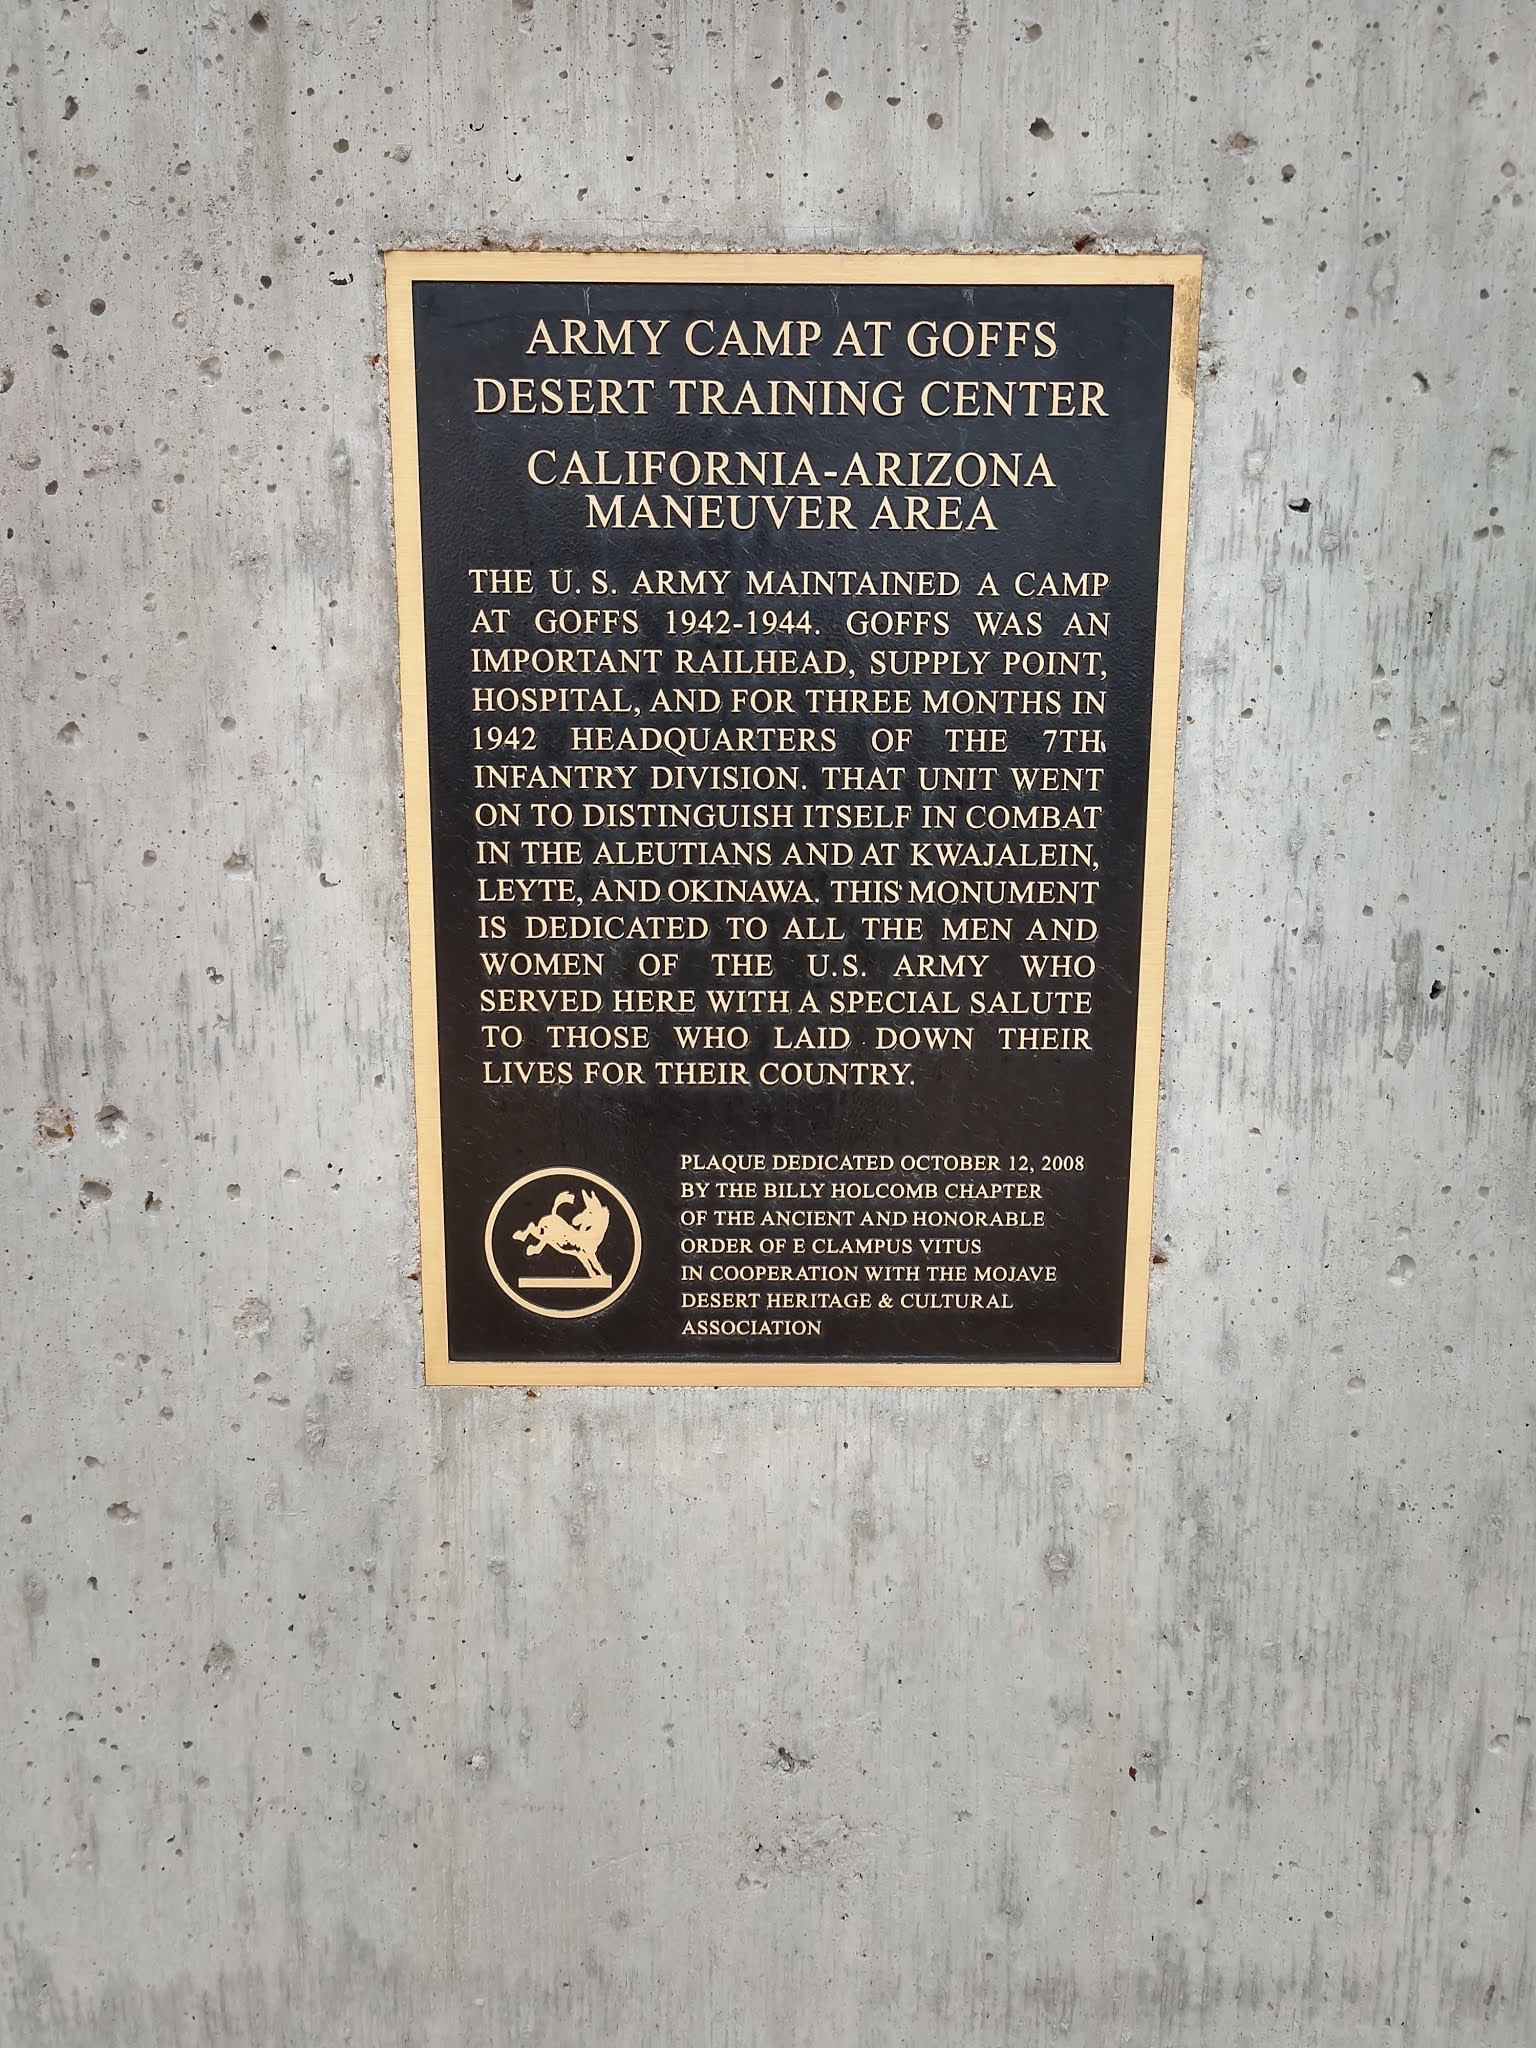 ARMY CAMP AT GOFFS
DESERT TRAINING CENTER
CALIFORNIA-ARIZONA
MANEUVER AREA
THE U. S. ARMY MAINTAINED A CAMP
AT GOFFS 1942-1944. GOFFS WAS AN
IMPORTANT RAILHEAD, SUPPLY POINT,
HOSPITAL, AND FOR THREE MONTHS IN
1942 HEADQUARTERS OF THE 7TH
INFANTRY DIVISION. THAT UNIT WENT
ON TO DISTINGUISH ITSELF IN COMBAT
IN THE ALEUTIANS AND AT KWAJALEIN,
LEYTE, AND OKINAWA. THIS MONUMENT
IS DEDICATED TO ALL THE MEN AND
WOMEN OF THE U.S. ARMY WHO
SERVED HERE WITH A SPECIAL SALUTE
TO THOSE WHO LAID DOWN THEIR
LIVES FOR THEIR COUNTRY.
PLAQUE DEDICATED OCTOBER 12, 2008
BY THE BILLY HOLCOMB CHAPTER
OF THE ANCIENT AND HONORABLE
ORDER OF E CLAMPUS VITUS
IN COOPERATION WITH THE MOJAVE
DESERT HERITAGE & CULTURAL
ASSOCIATION